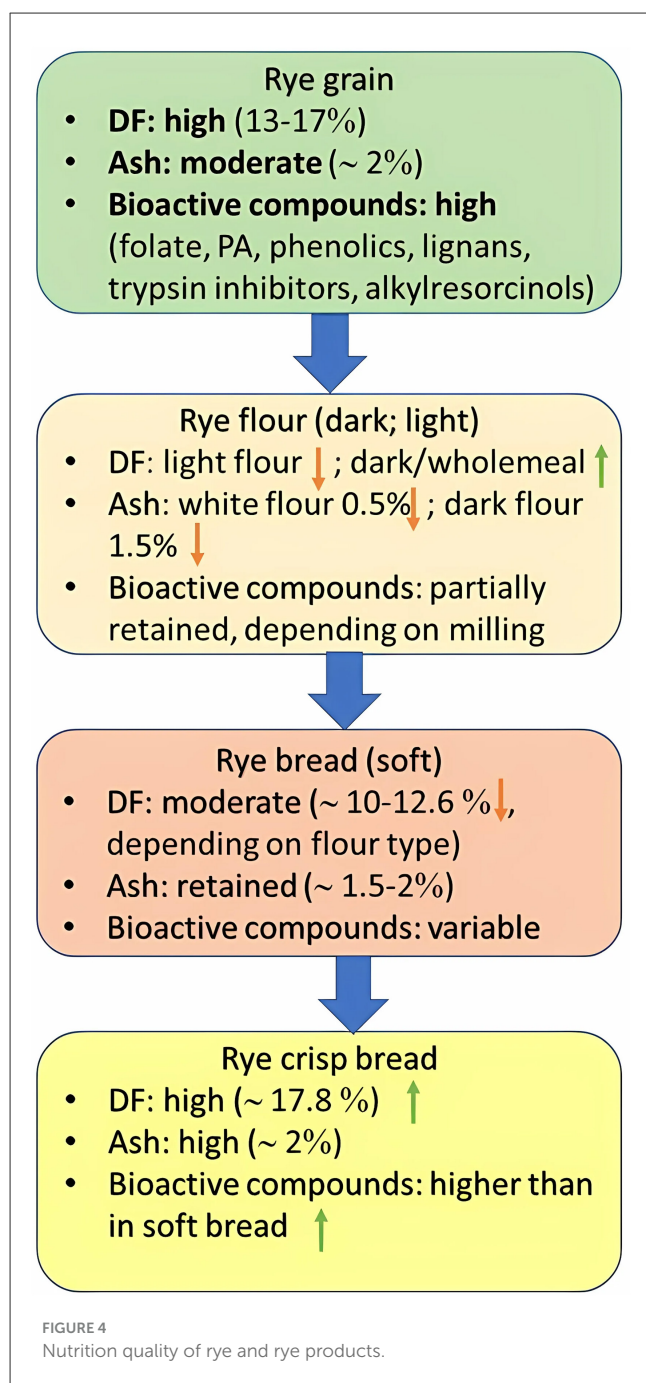 Rye grain
• DF: high (13-17%)
• Ash: moderate (~ 2%)
• Bioactive compounds: high
(folate, PA, phenolics, lignans,
trypsin inhibitors, alkylresorcinols)
Rye flour (dark; light)
• DF: light flour ↓ ; dark/wholemeal ↑
• Ash: white flour 0.5%↓ ; dark flour
1.5% ↓
• Bioactive compounds: partially
retained, depending on milling
Rye bread (soft)
• DF: moderate (~ 10-12.6 %↓,
depending on flour type)
• Ash: retained (~ 1.5-2%)
• Bioactive compounds: variable
Rye crisp bread
• DF: high (~ 17.8 %) ↑
• Ash: high (~ 2%)
• Bioactive compounds: higher than
in soft bread ↑
FIGURE 4
Nutrition quality of rye and rye products.